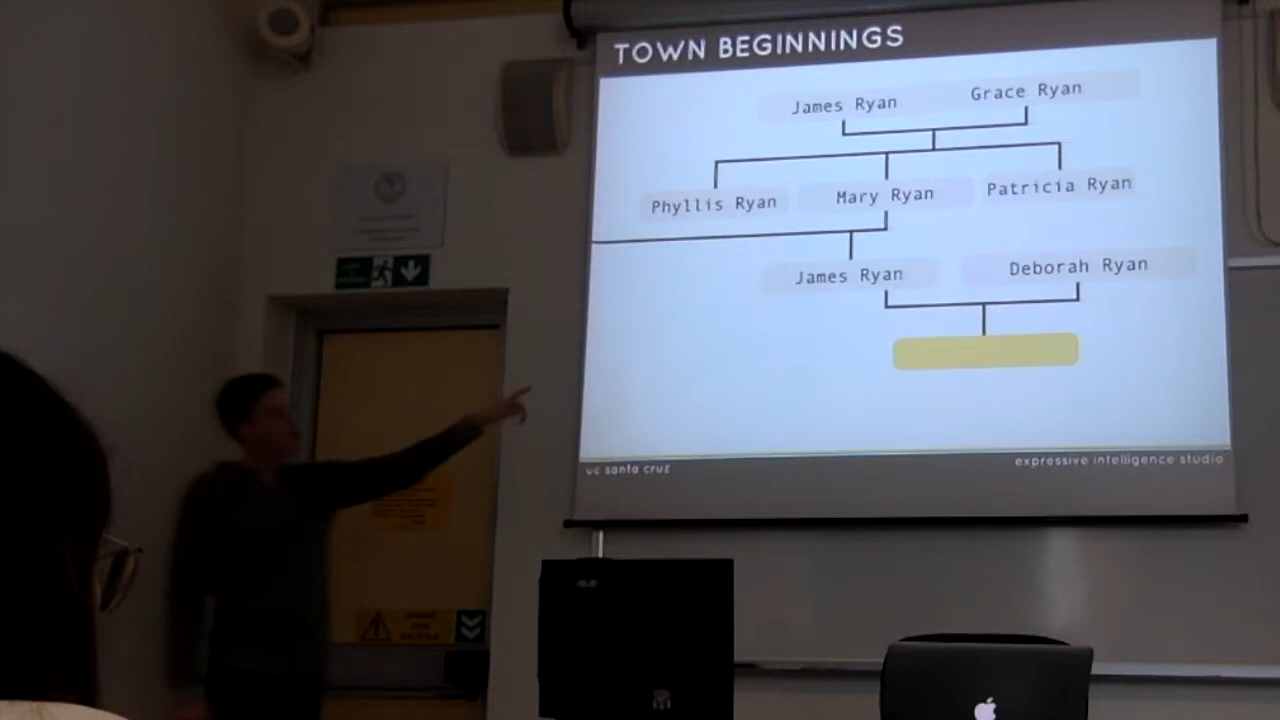 TOWN BEGINNINGS
James Ryan
Grace Ryan
Phyllis Ryan
Mary Ryan
Patricia Ryan
James Ryan
Deborah Ryan
uc santa cruz
expressive intelligence studio